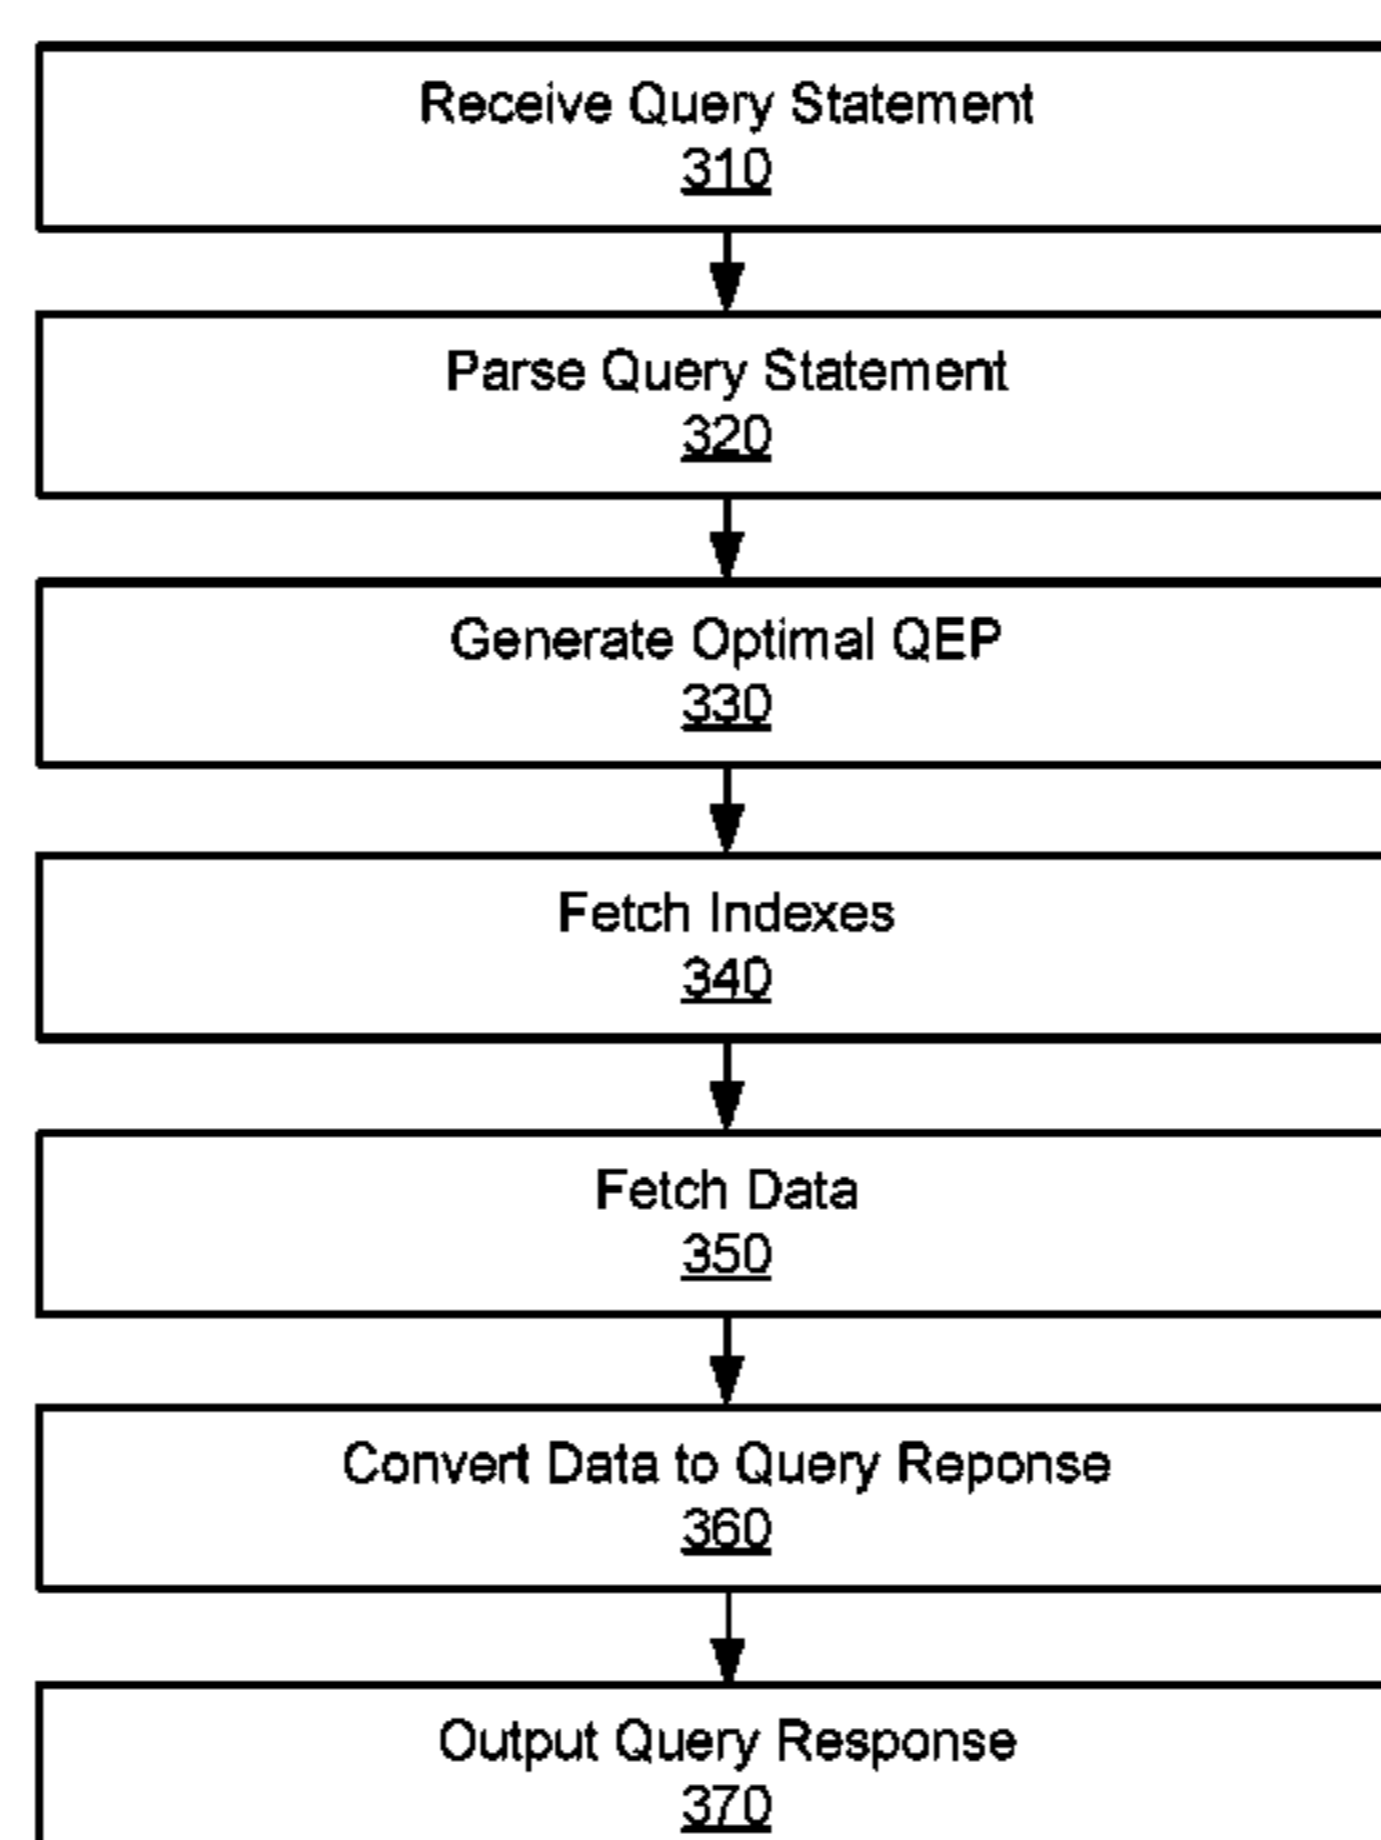 Receive Query Statement
310
Parse Query Statement
320
Generate Optimal QEP
330
Fetch Indexes
340
Fetch Data
350
Convert Data to Query Reponse
360
Output Query Response
370